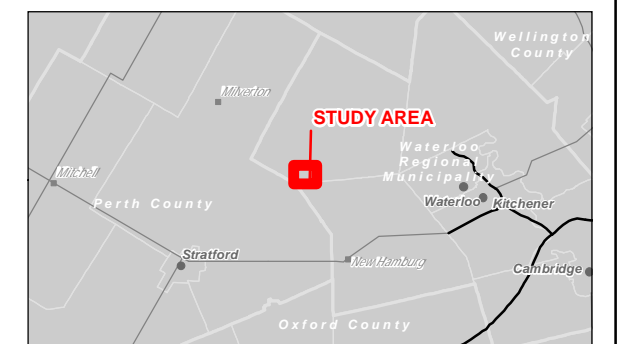 Wellington
County
Milverton
STUDY AREA
Waterloo
Regional
Municipality
Mitchell
Perth County
Waterloo
Kitchener
Stratford
New Hamburg
Cambridge
Oxford County